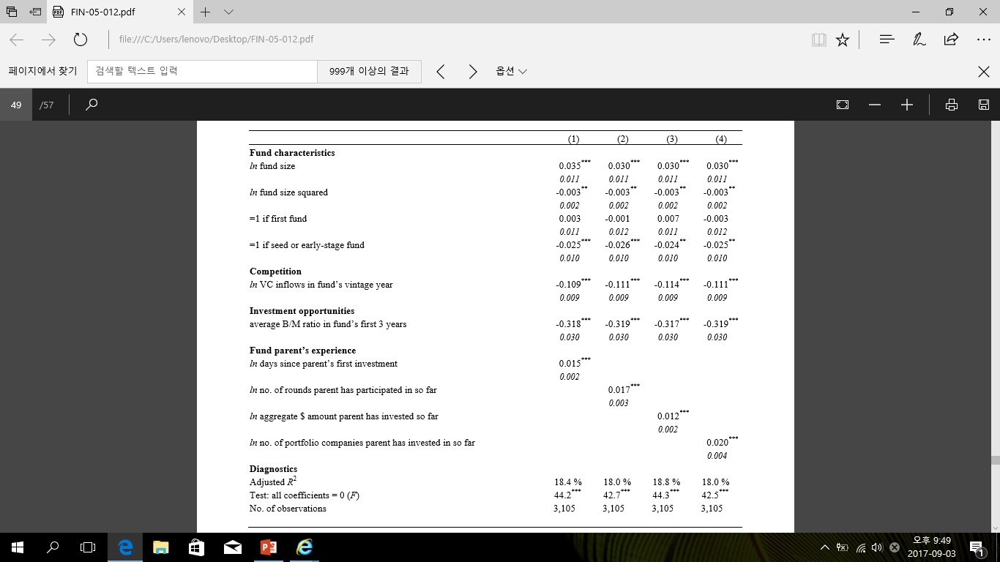 FIN-05-012.pdf
file:///C:/Users/lenovo/Desktop/FIN-05-012.pdf
페이지에서 찾기 검색할 텍스트 입력 999개 이상의 결과 옵션
49 /57
(1) (2) (3) (4)
Fund characteristics
ln fund size 0.035*** 0.030*** 0.030*** 0.030***
0.011 0.011 0.011 0.011
ln fund size squared -0.003** -0.003** -0.003** -0.003**
0.002 0.002 0.002 0.002
=1 if first fund 0.003 -0.001 0.007 -0.003
0.011 0.012 0.011 0.012
=1 if seed or early-stage fund -0.025*** -0.026*** -0.024** -0.025**
0.010 0.010 0.010 0.010
Competition
ln VC inflows in fund's vintage year -0.109*** -0.111*** -0.114*** -0.111***
0.009 0.009 0.009 0.009
Investment opportunities
average B/M ratio in fund's first 3 years -0.318*** -0.319*** -0.317*** -0.319***
0.030 0.030 0.030 0.030
Fund parent's experience
ln days since parent's first investment 0.015***
0.002
ln no. of rounds parent has participated in so far 0.017***
0.003
ln aggregate $ amount parent has invested so far 0.012***
0.002
ln no. of portfolio companies parent has invested in so far 0.020***
0.004
Diagnostics
Adjusted R2 18.4 % 18.0 % 18.8 % 18.0 %
Test: all coefficients = 0 (F) 44.2*** 42.7*** 44.3*** 42.5***
No. of observations 3,105 3,105 3,105 3,105
오후 9:49
2017-09-03
1